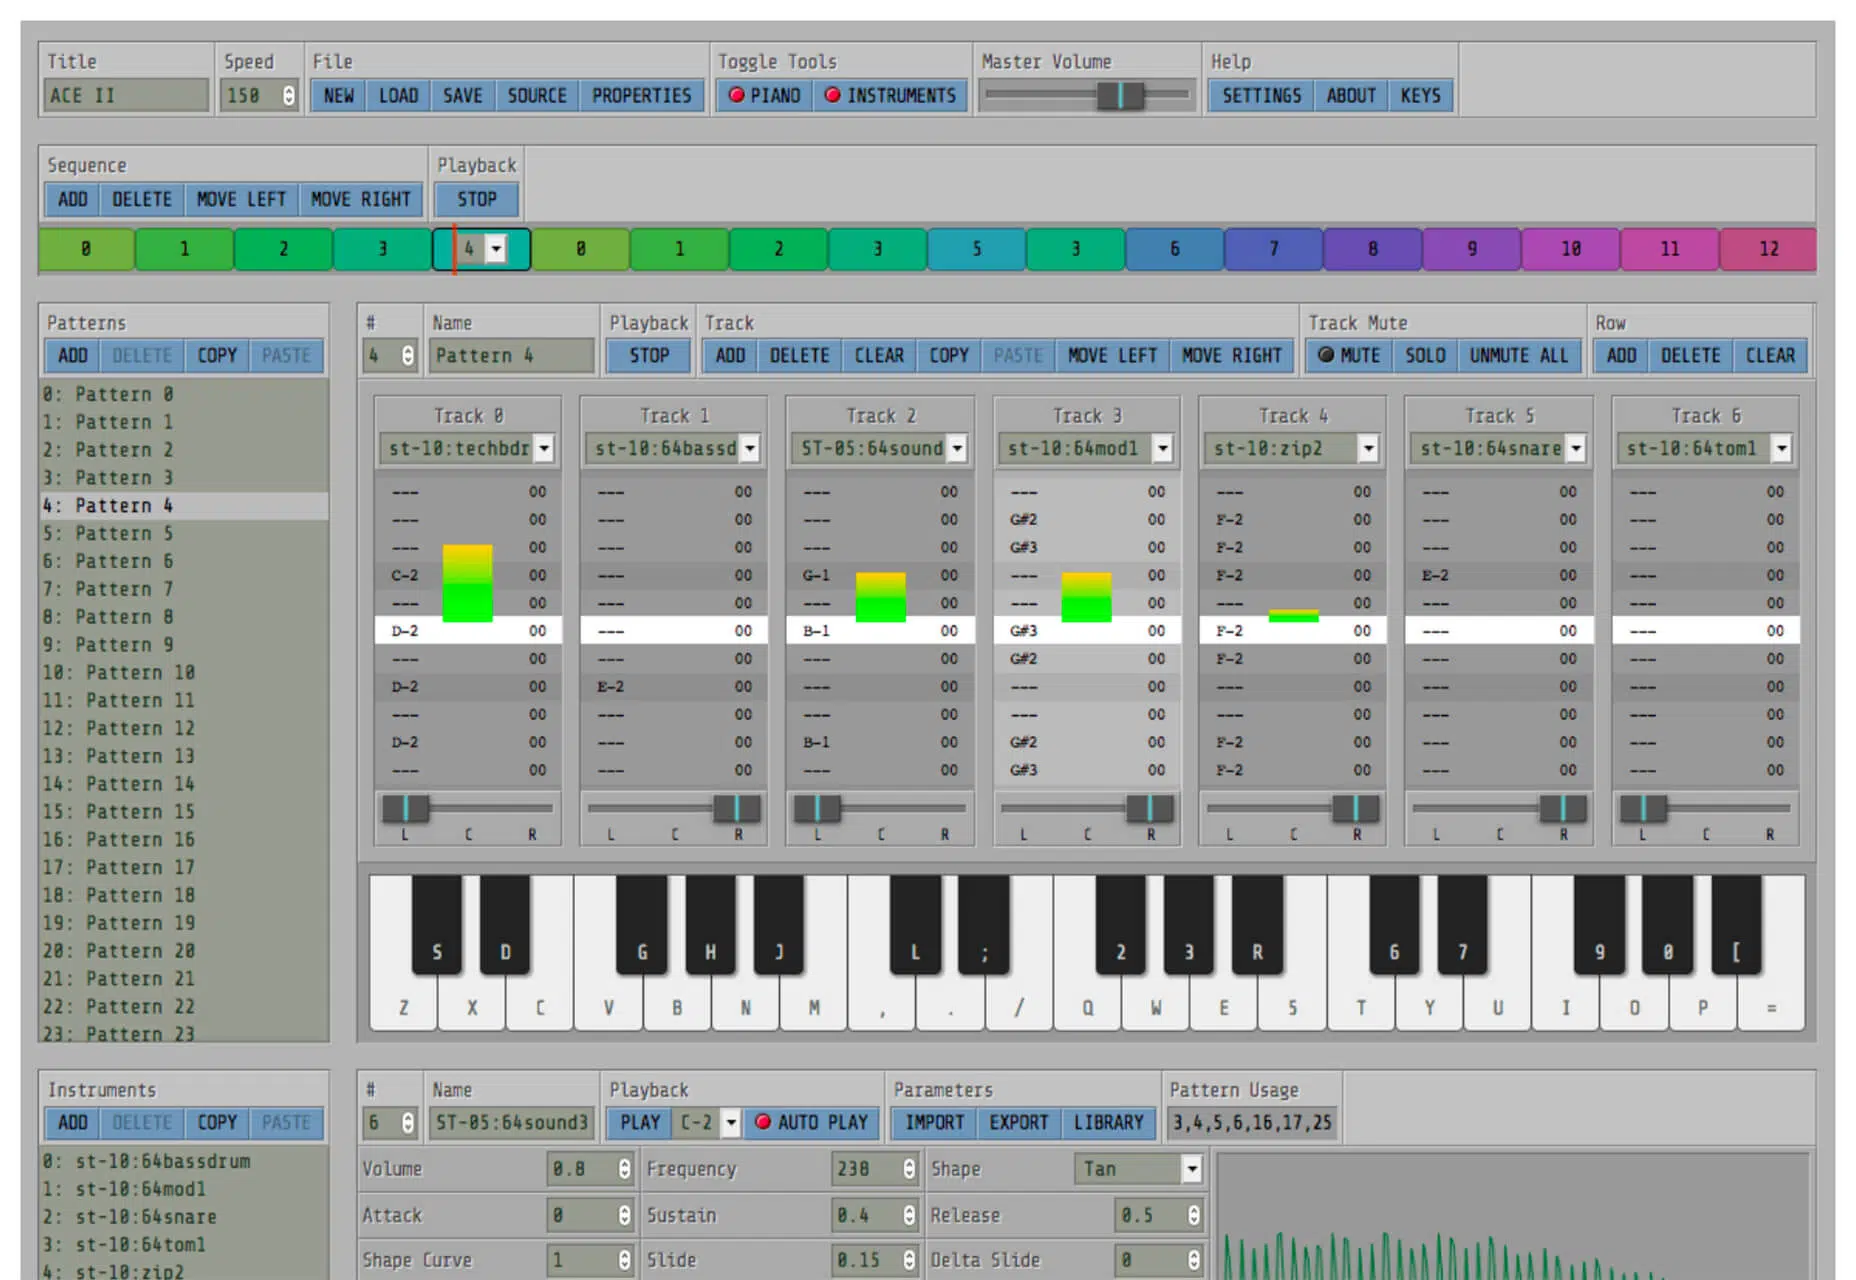 Title Speed File Toggle Tools Master Volume Help
ACE II 150 NEW LOAD SAVE SOURCE PROPERTIES PIANO INSTRUMENTS SETTINGS ABOUT KEYS
Sequence Playback
ADD DELETE MOVE LEFT MOVE RIGHT STOP
0 1 2 3 4 0 1 2 3 5 3 6 7 8 9 10 11 12
Patterns
ADD DELETE COPY PASTE
0: Pattern 0
1: Pattern 1
2: Pattern 2
3: Pattern 3
4: Pattern 4
5: Pattern 5
6: Pattern 6
7: Pattern 7
8: Pattern 8
9: Pattern 9
10: Pattern 10
11: Pattern 11
12: Pattern 12
13: Pattern 13
14: Pattern 14
15: Pattern 15
16: Pattern 16
17: Pattern 17
18: Pattern 18
19: Pattern 19
20: Pattern 20
21: Pattern 21
22: Pattern 22
23: Pattern 23
# Name Playback Track Track Mute Row
4 Pattern 4 STOP ADD DELETE CLEAR COPY PASTE MOVE LEFT MOVE RIGHT MUTE SOLO UNMUTE ALL ADD DELETE CLEAR
Track 0 Track 1 Track 2 Track 3 Track 4 Track 5 Track 6
st-10:techbdr st-10:64bassd ST-05:64sound st-10:64mod1 st-10:zip2 st-10:64snare st-10:64tom1
--- 00 --- 00 --- 00 --- 00 --- 00 --- 00 --- 00
--- 00 --- 00 --- 00 G#2 00 F-2 00 --- 00 --- 00
--- 00 --- 00 --- 00 G#3 00 F-2 00 --- 00 --- 00
C-2 00 --- 00 G-1 00 --- 00 F-2 00 E-2 00 --- 00
--- 00 --- 00 --- 00 --- 00 --- 00 --- 00 --- 00
D-2 00 --- 00 B-1 00 G#3 00 F-2 00 --- 00 --- 00
--- 00 --- 00 --- 00 G#2 00 F-2 00 --- 00 --- 00
D-2 00 E-2 00 --- 00 --- 00 --- 00 --- 00 --- 00
--- 00 --- 00 --- 00 --- 00 --- 00 --- 00 --- 00
D-2 00 --- 00 B-1 00 G#2 00 F-2 00 --- 00 --- 00
--- 00 --- 00 --- 00 G#3 00 F-2 00 --- 00 --- 00
L C R L C R L C R L C R L C R L C R L C R
S D G H J L ; 2 3 R 6 7 9 0 [
Z X C V B N M , . / Q W E 5 T Y U I O P =
Instruments
ADD DELETE COPY PASTE
0: st-10:64bassdrum
1: st-10:64mod1
2: st-10:64snare
3: st-10:64tom1
4: st-10:zip2
# Name Playback Parameters Pattern Usage
6 ST-05:64sound3 PLAY C-2 AUTO PLAY IMPORT EXPORT LIBRARY 3,4,5,6,16,17,25
Volume 0.8 Frequency 238 Shape Tan
Attack 0 Sustain 0.4 Release 0.5
Shape Curve 1 Slide 0.15 Delta Slide 0